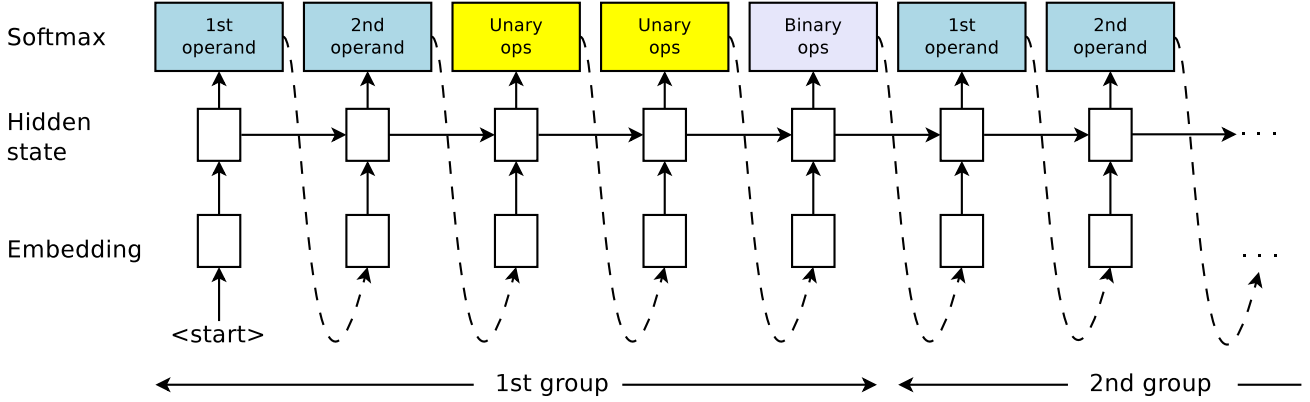 Softmax
1st
operand
2nd
operand
Unary
ops
Unary
ops
Binary
ops
1st
operand
2nd
operand
Hidden
state
. . .
Embedding
. . .
<start>
1st group
2nd group